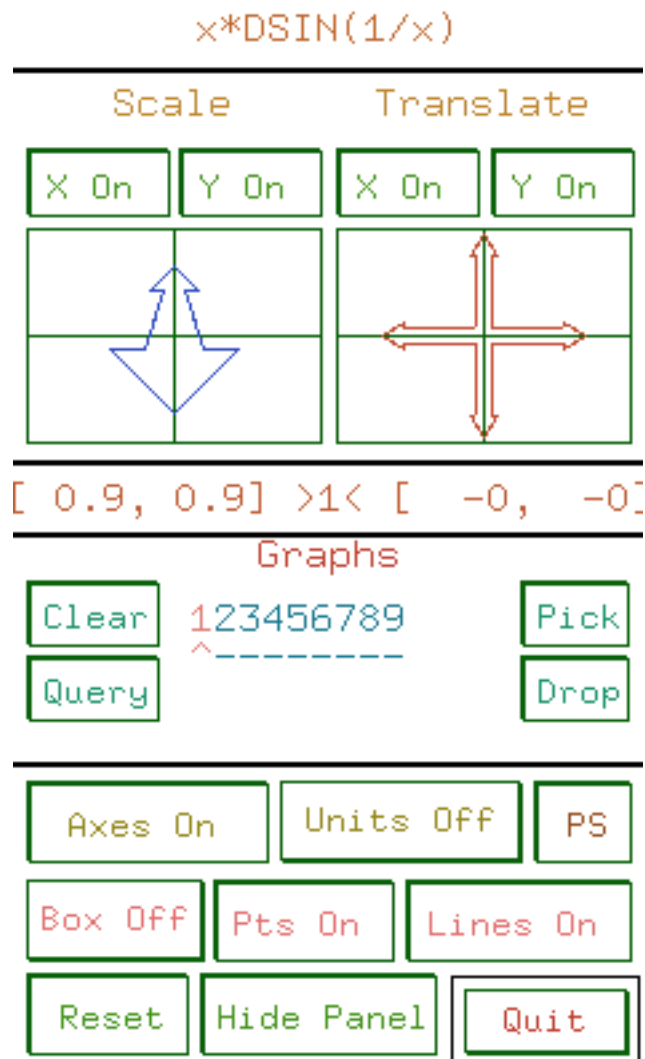 x*DSIN(1/x)
Scale Translate
X On Y On X On Y On
[ 0.9, 0.9] >1< [ -0, -0]
Graphs
Clear 123456789 Pick
^________
Query Drop
Axes On Units Off PS
Box Off Pts On Lines On
Reset Hide Panel Quit